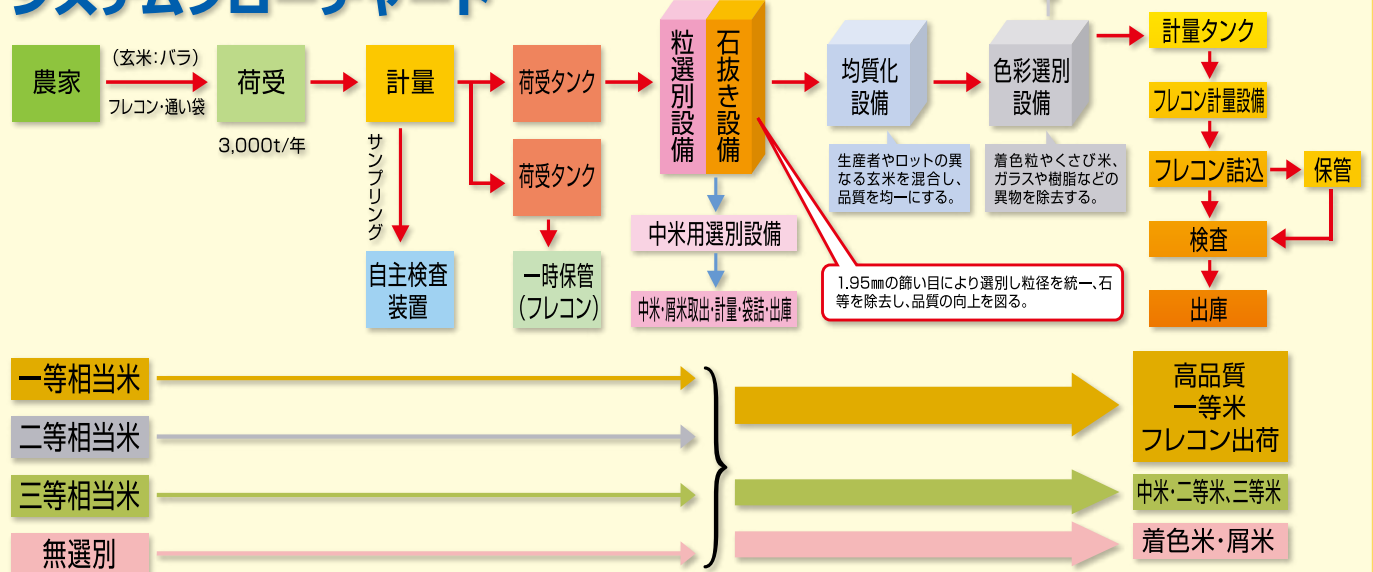 システムフローチャート
農家
(玄米:バラ)
フレコン・通い袋
荷受
3,000t/年
計量
サンプリング
自主検査
装置
荷受タンク
荷受タンク
一時保管
(フレコン)
粒選別設備
石抜き設備
中米用選別設備
中米・屑米取出・計量・袋詰・出庫
1.95㎜の篩い目により選別し粒径を統一、石
等を除去し、品質の向上を図る。
均質化
設備
生産者やロットの異
なる玄米を混合し、
品質を均一にする。
色彩選別
設備
着色粒やくさび米、
ガラスや樹脂などの
異物を除去する。
計量タンク
フレコン計量設備
フレコン詰込
保管
検査
出庫
一等相当米
二等相当米
三等相当米
無選別
高品質
一等米
フレコン出荷
中米・二等米、三等米
着色米・屑米